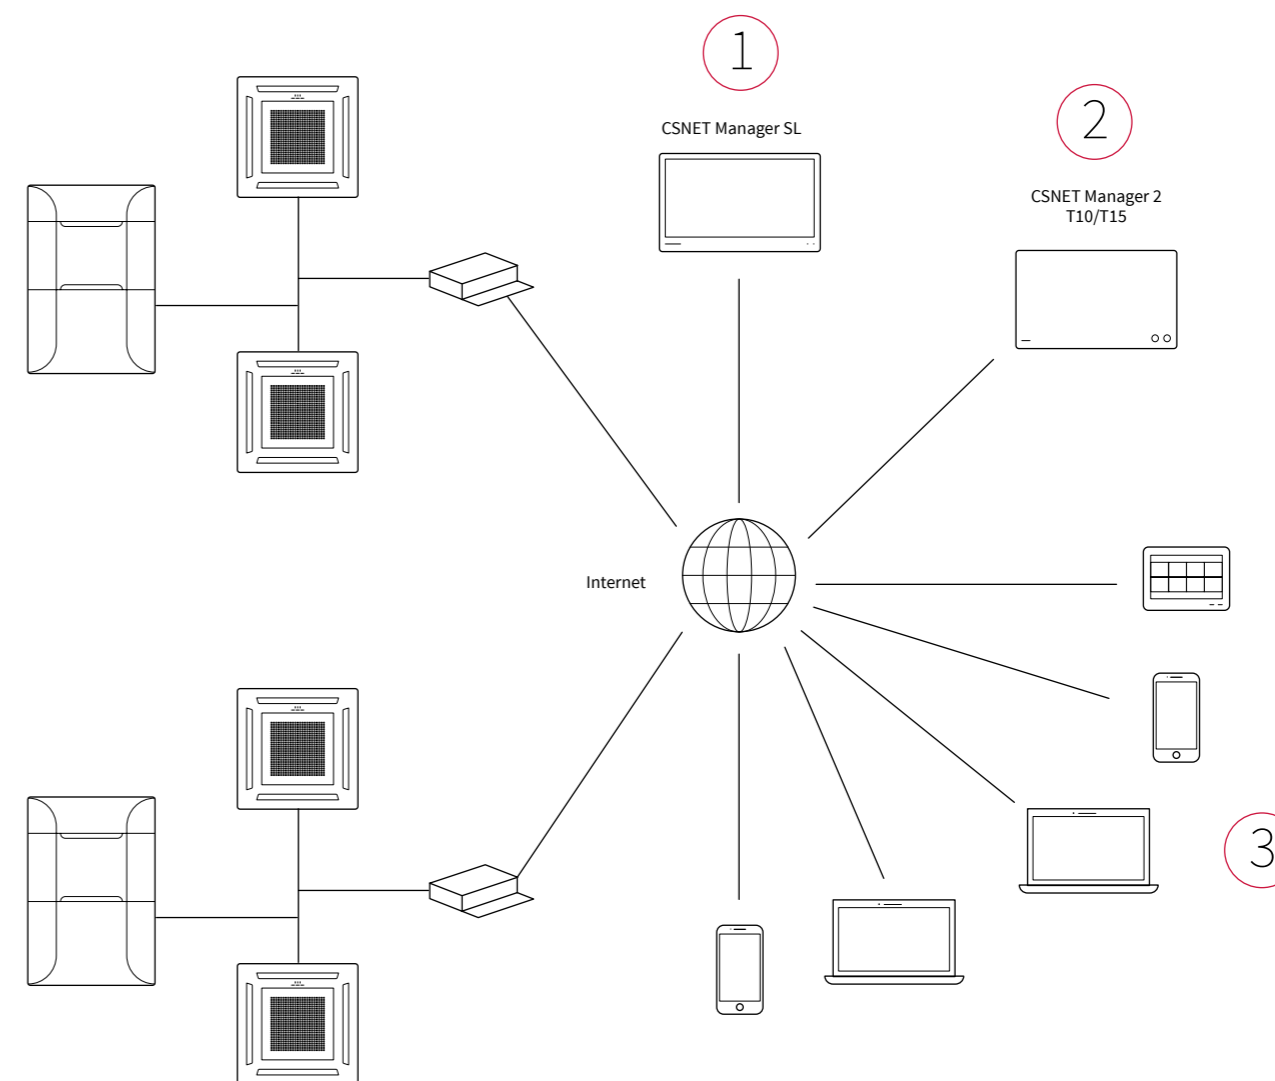 1
CSNET Manager SL
2
CSNET Manager 2
T10/T15
Internet
3